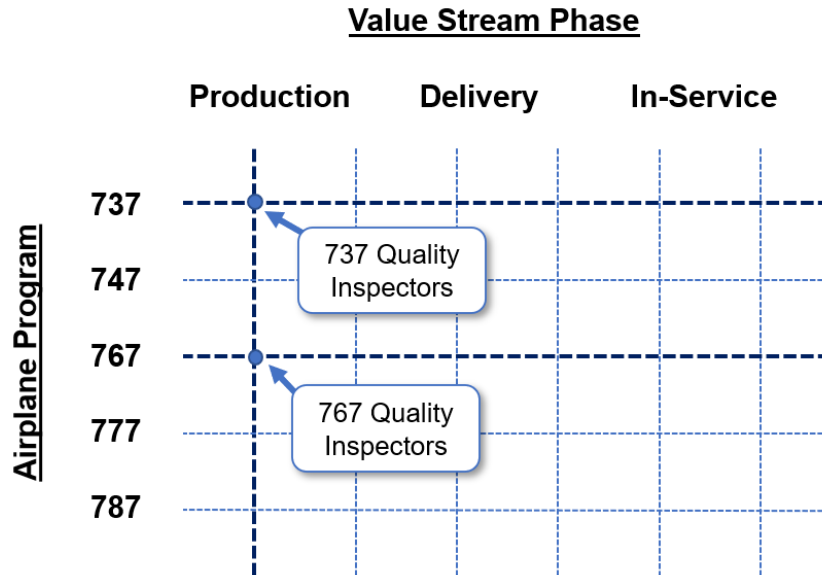 Value Stream Phase
Production Delivery In-Service
Airplane Program
737
737 Quality
Inspectors
747
767
767 Quality
Inspectors
777
787